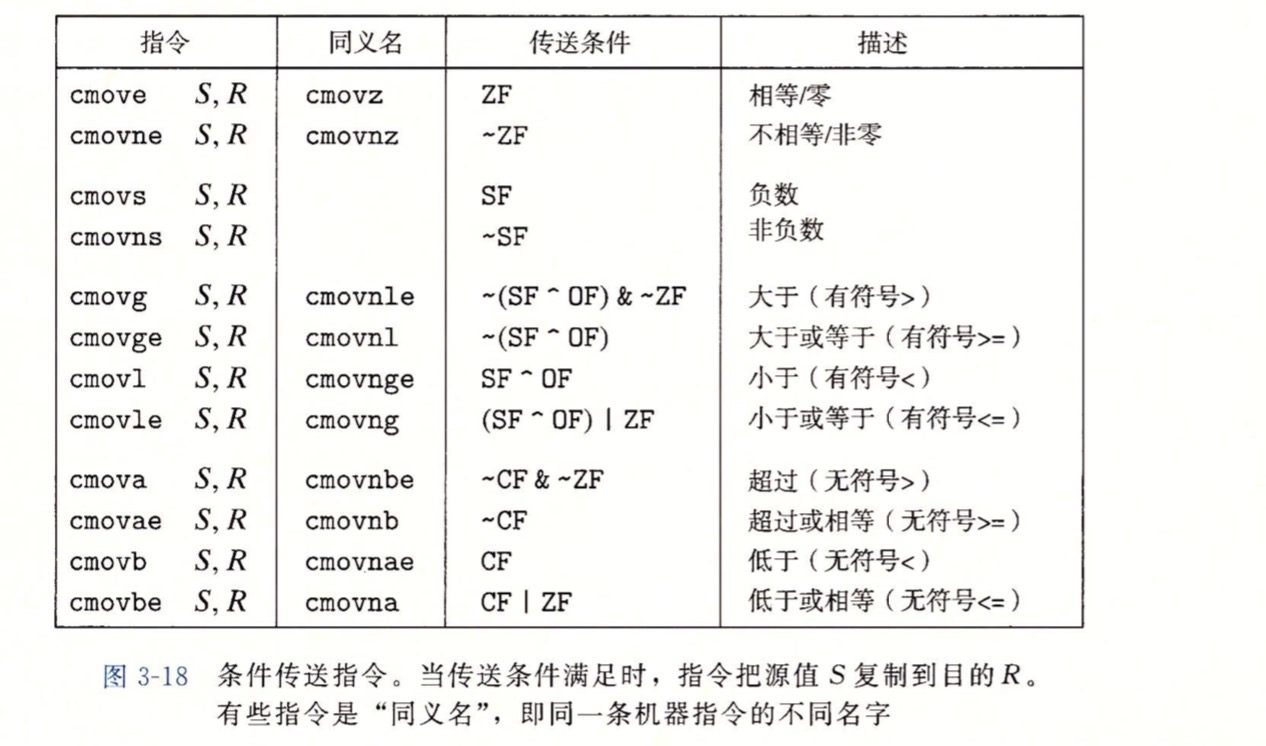 指令 同义名 传送条件 描述
cmove S, R cmovz ZF 相等/零
cmovne S, R cmovnz ~ZF 不相等/非零
cmovs S, R SF 负数
cmovns S, R ~SF 非负数
cmovg S, R cmovnle ~(SF ^ OF) & ~ZF 大于（有符号>）
cmovge S, R cmovnl ~(SF ^ OF) 大于或等于（有符号>=）
cmovl S, R cmovnge SF ^ OF 小于（有符号<）
cmovle S, R cmovng (SF ^ OF) | ZF 小于或等于（有符号<=）
cmova S, R cmovnbe ~CF & ~ZF 超过（无符号>）
cmovae S, R cmovnb ~CF 超过或相等（无符号>=）
cmovb S, R cmovnae CF 低于（无符号<）
cmovbe S, R cmovna CF | ZF 低于或相等（无符号<=）
图 3-18 条件传送指令。当传送条件满足时，指令把源值 S 复制到目的 R。
有些指令是“同义名”，即同一条机器指令的不同名字